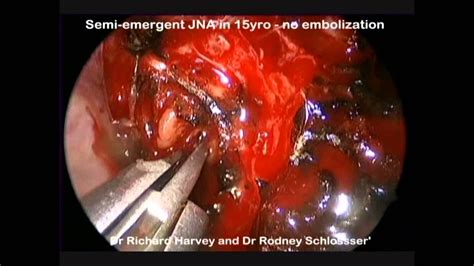 Semi-emergent JNA in 15yro - no embolization
Dr Richard Harvey and Dr Rodney Schlossser'